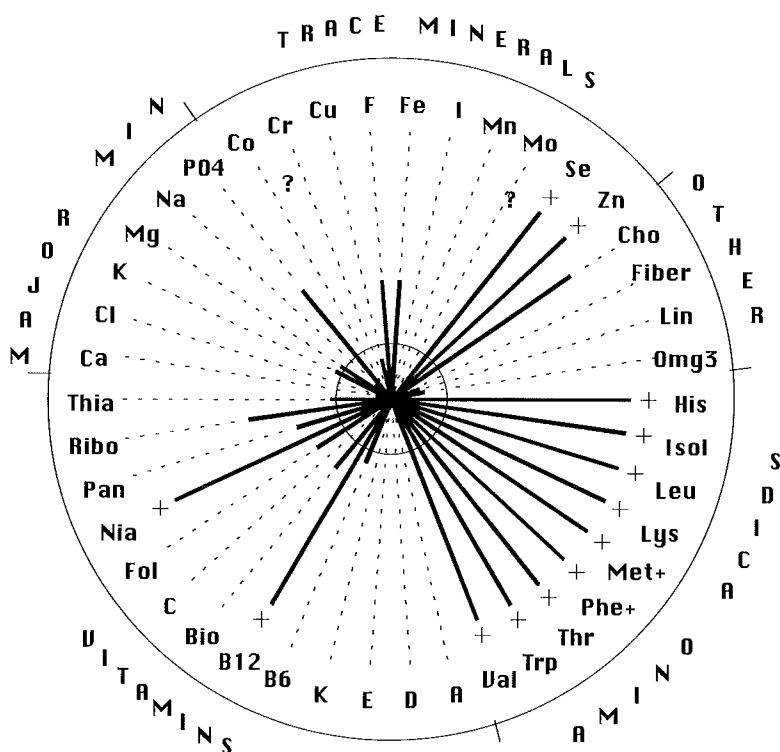 TRACE MINERALS
OTHER
AMINO ACIDS
VITAMINS
MAJOR MIN
Co
Cr
Cu
F
Fe
I
Mn
Mo
Se
Zn
Cho
Fiber
Lin
Omg3
His
Isol
Leu
Lys
Met+
Phe+
Thr
Trp
Val
A
D
E
K
B6
B12
Bio
C
Fol
Nia
Pan
Ribo
Thia
Ca
Cl
K
Mg
Na
PO4
?
?